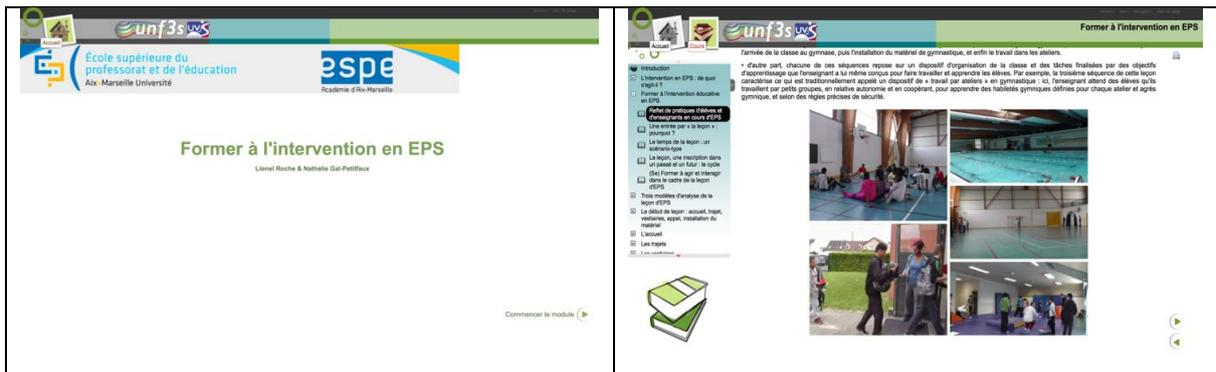 Accueil
unf3s uvs
École supérieure du
professorat et de l'éducation
Aix-Marseille Université
espe
Académie d'Aix-Marseille
Former à l'intervention en EPS
Lionel Roche & Nathalie Gal-Petitfaux
Commencer le module
Accueil
Cours
unf3s uvs
Former à l'intervention en EPS
Introduction
L'intervention en EPS : de quoi
s'agit-il ?
Former à l'intervention éducative
en EPS
Reflet de pratiques d'élèves et
d'enseignants en cours d'EPS
Une entrée par « la leçon » :
pourquoi ?
Le temps de la leçon : un
scénario-type
La leçon, une inscription dans
un passé et un futur : le cycle
(Se) Former à agir et interagir
dans le cadre de la leçon
d'EPS
Trois modèles d'analyse de la
leçon d'EPS
Le début de leçon : accueil, trajet,
vestiaires, appel, installation du
matériel
L'accueil
Les trajets
Les vestiaires
l'arrivée de la classe au gymnase, puis l'installation du matériel de gymnastique, et enfin le travail dans les ateliers.
• d'autre part, chacune de ces séquences repose sur un dispositif d'organisation de la classe et des tâches finalisées par des objectifs
d'apprentissage que l'enseignant a lui même conçus pour faire travailler et apprendre les élèves. Par exemple, la troisième séquence de cette leçon
caractérise ce qui est traditionnellement appelé un dispositif de « travail par ateliers » en gymnastique : ici, l'enseignant attend des élèves qu'ils
travaillent par petits groupes, en relative autonomie et en coopérant, pour apprendre des habiletés gymniques définies pour chaque atelier et agrès
gymnique, et selon des règles précises de sécurité.